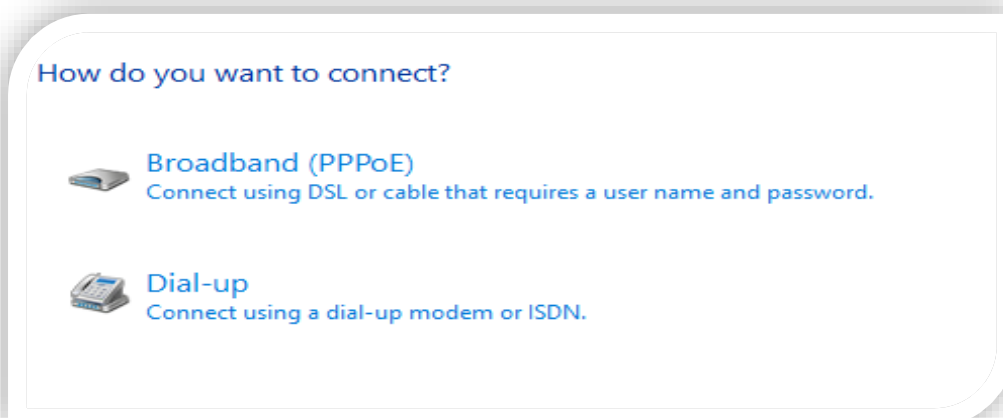 How do you want to connect?
Broadband (PPPoE)
Connect using DSL or cable that requires a user name and password.
Dial-up
Connect using a dial-up modem or ISDN.